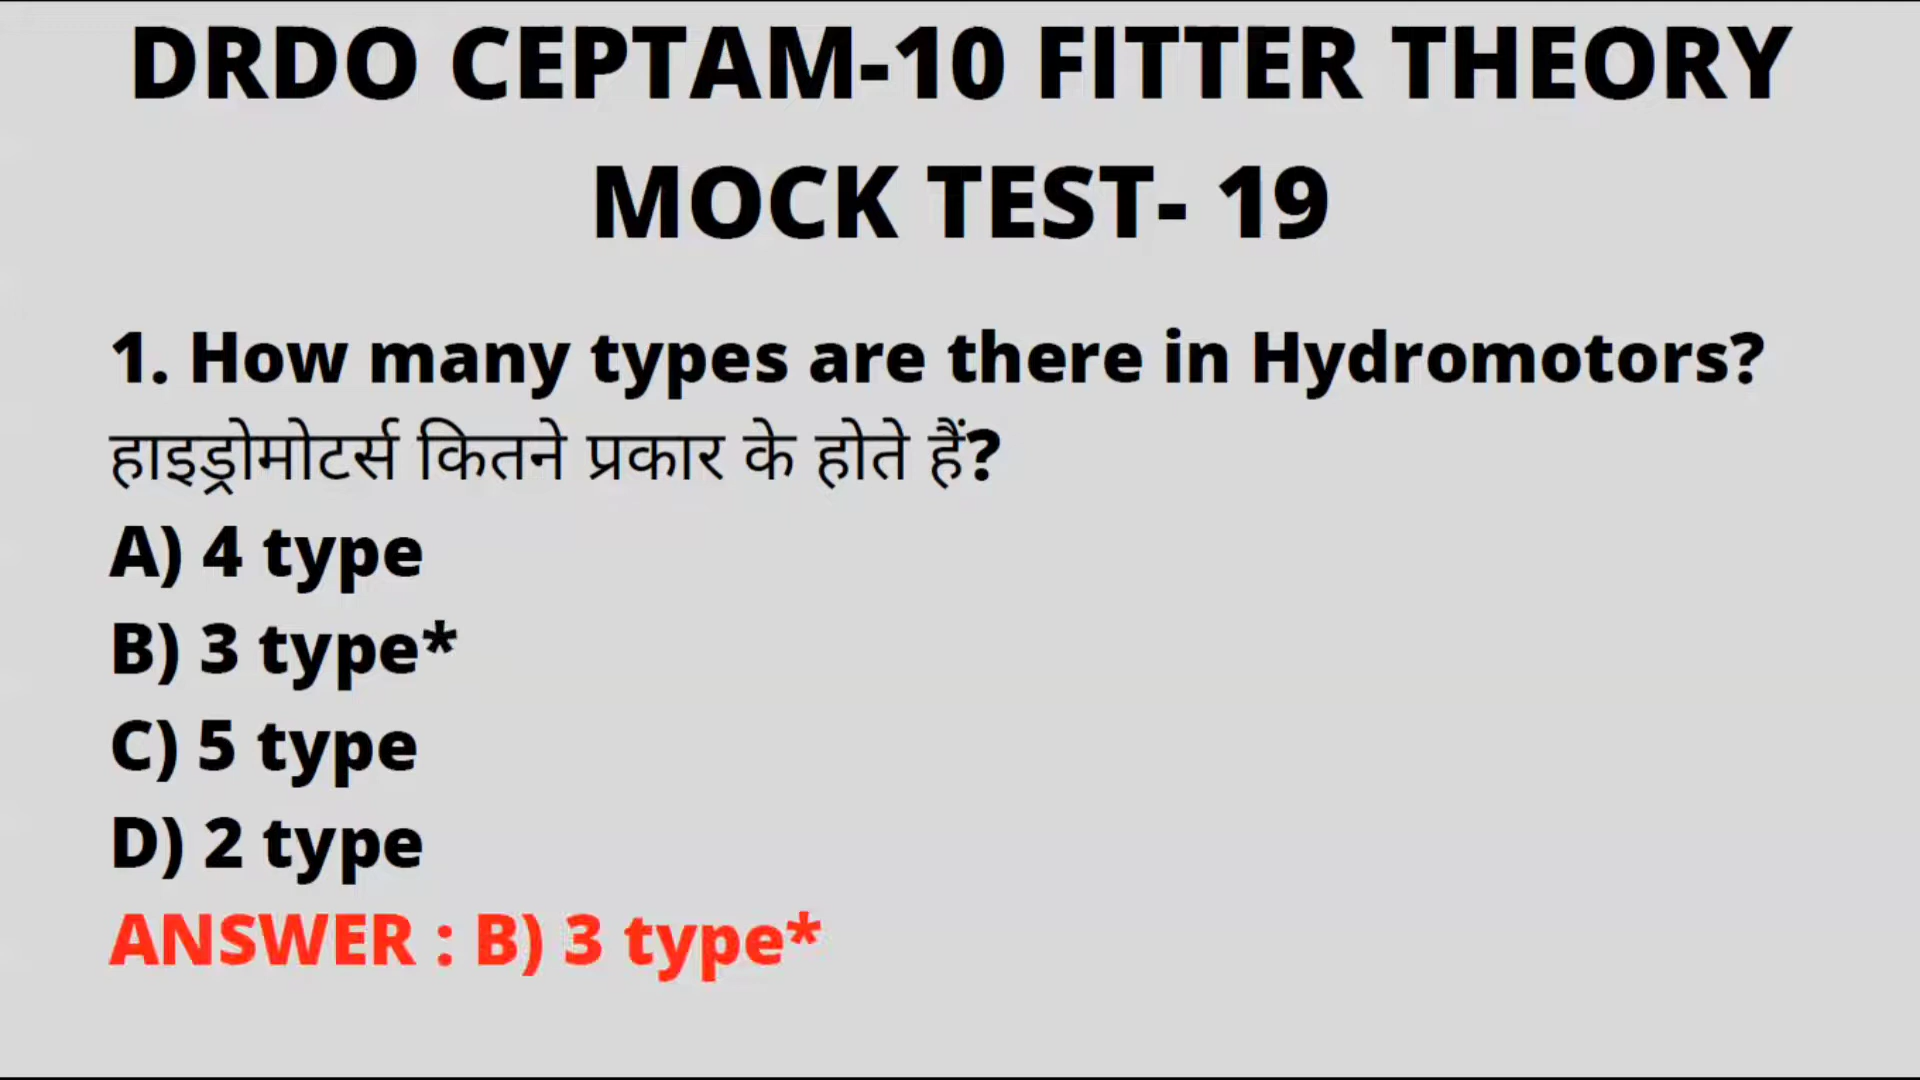 DRDO CEPTAM-10 FITTER THEORY
MOCK TEST- 19
1. How many types are there in Hydromotors?
हाइड्रोमोटर्स कितने प्रकार के होते हैं?
A) 4 type
B) 3 type*
C) 5 type
D) 2 type
ANSWER : B) 3 type*